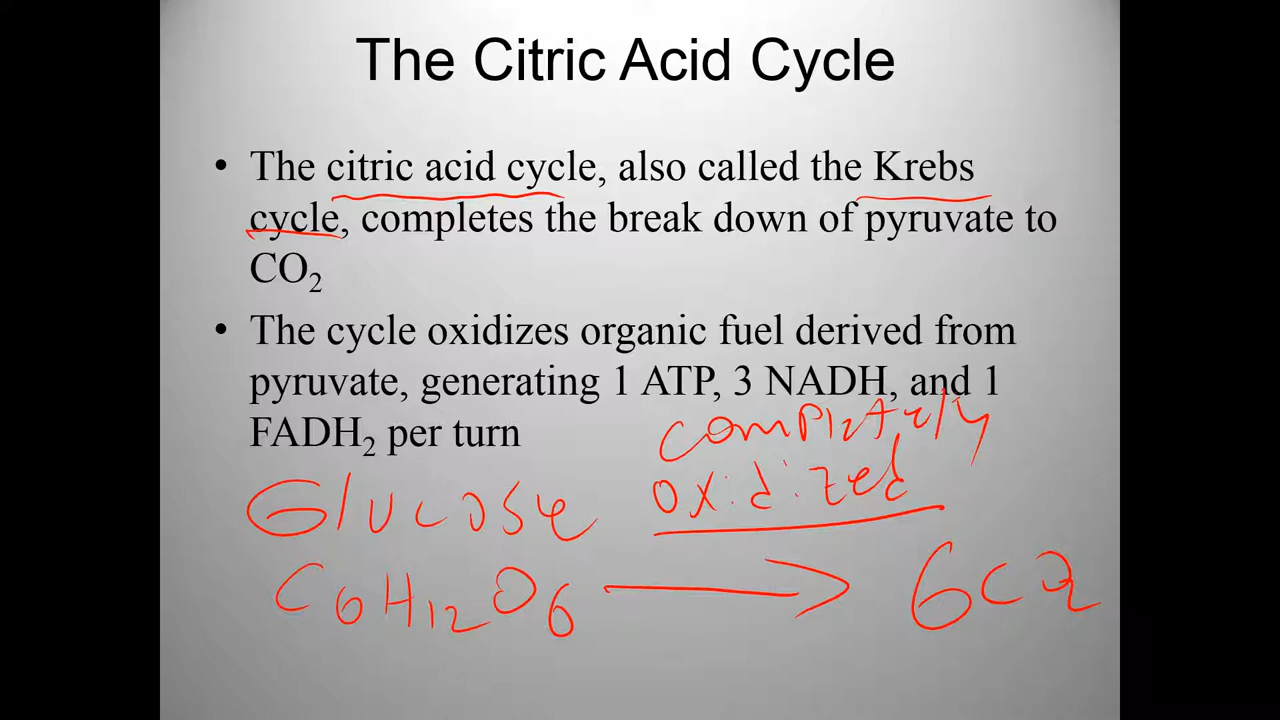 The Citric Acid Cycle
• The citric acid cycle, also called the Krebs
cycle, completes the break down of pyruvate to
CO₂
• The cycle oxidizes organic fuel derived from
pyruvate, generating 1 ATP, 3 NADH, and 1
FADH₂ per turn
completely
Glucose oxidized
C6H12O6 → 6CO2